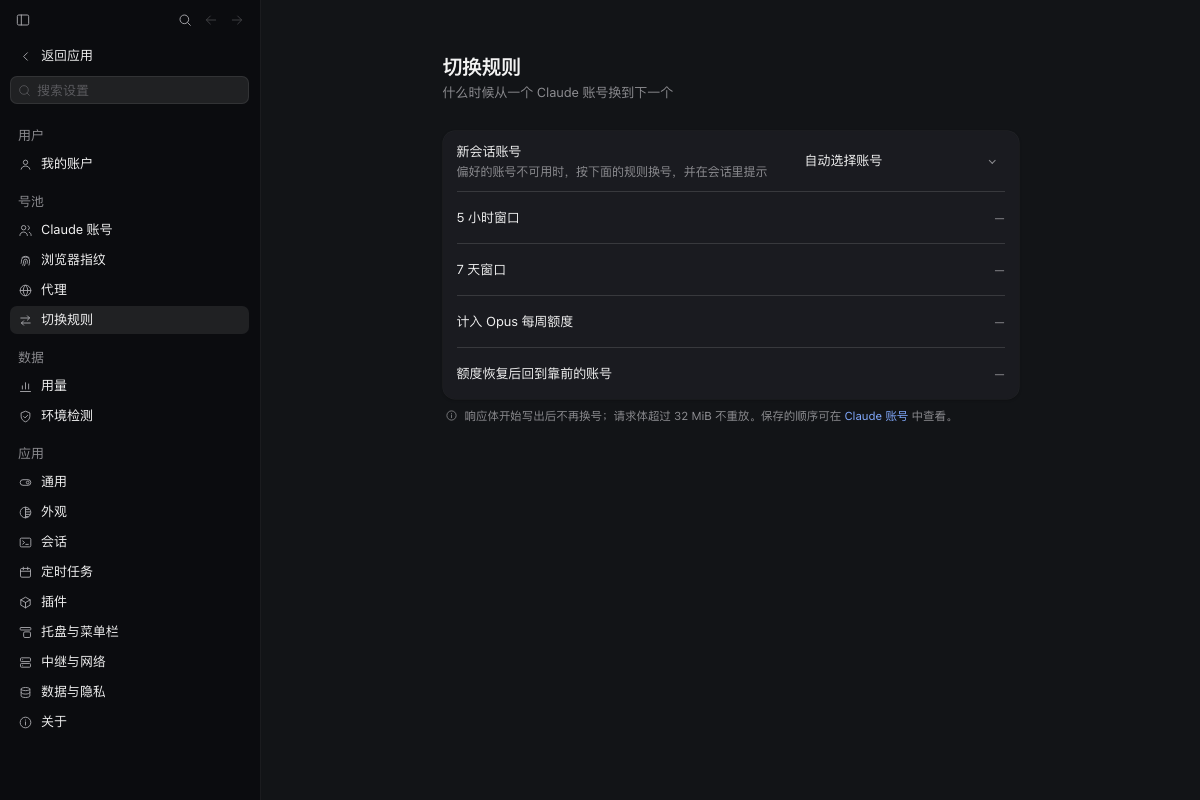 返回应用
搜索设置
用户
我的账户
号池
Claude 账号
浏览器指纹
代理
切换规则
数据
用量
环境检测
应用
通用
外观
会话
定时任务
插件
托盘与菜单栏
中继与网络
数据与隐私
关于
切换规则
什么时候从一个 Claude 账号换到下一个
新会话账号
偏好的账号不可用时，按下面的规则换号，并在会话里提示
自动选择账号
5 小时窗口 —
7 天窗口 —
计入 Opus 每周额度 —
额度恢复后回到靠前的账号 —
响应体开始写出后不再换号；请求体超过 32 MiB 不重放。保存的顺序可在 Claude 账号 中查看。